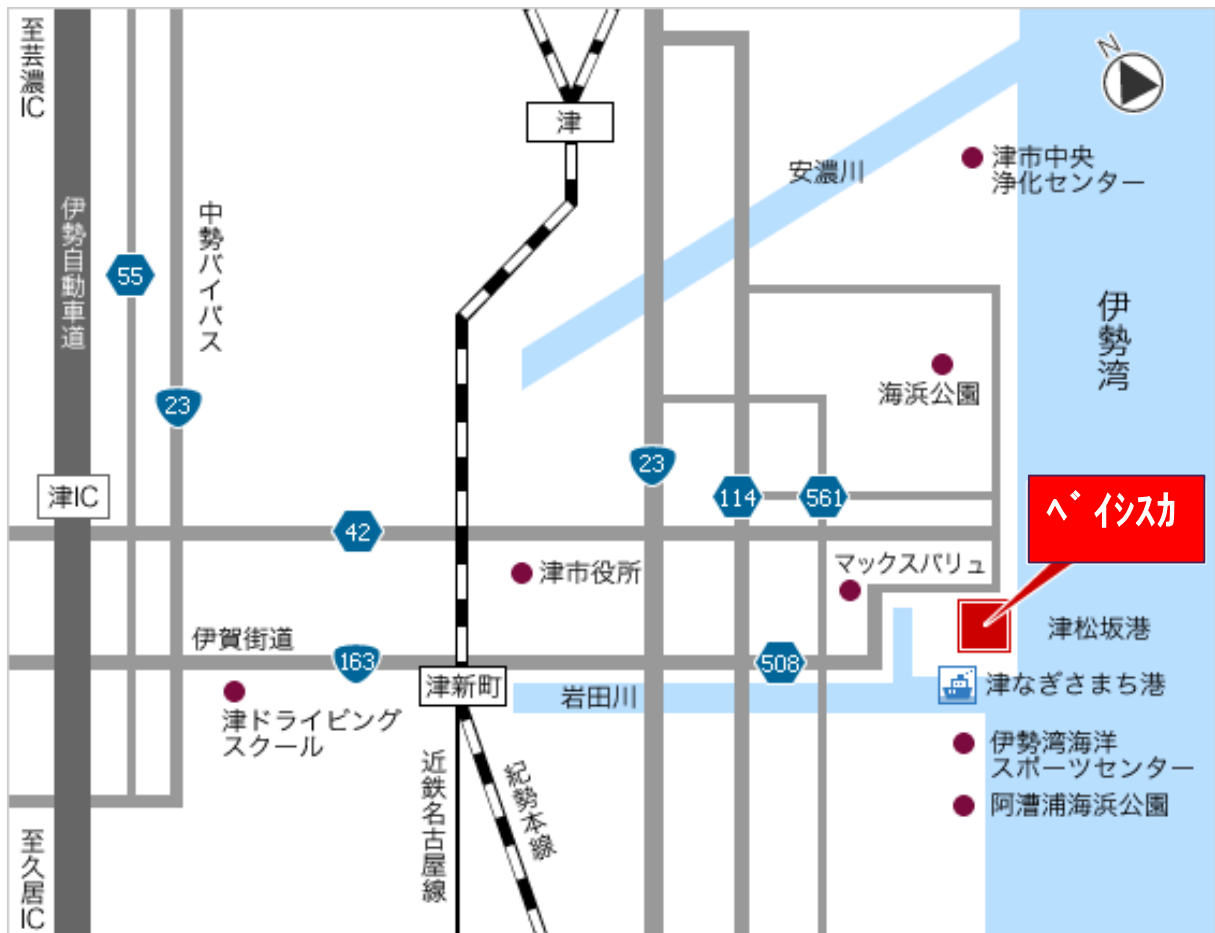 至芸濃IC
N
津
安濃川
津市中央
浄化センター
伊勢自動車道
中勢バイパス
55
伊勢湾
海浜公園
23
23
津IC
114
561
ベイシスカ
42
マックスバリュ
津市役所
伊賀街道
津松坂港
163
508
津新町
岩田川
津なぎさまち港
津ドライビング
スクール
伊勢湾海洋
スポーツセンター
近鉄名古屋線
紀勢本線
阿漕浦海浜公園
至久居IC